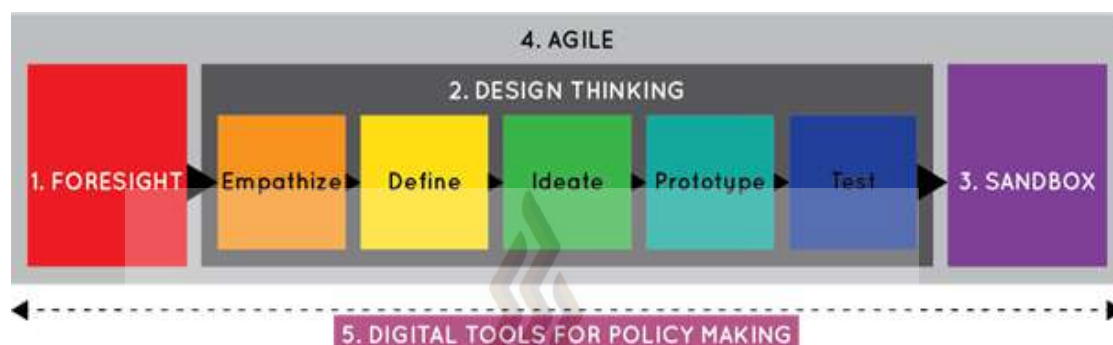 4. AGILE
2. DESIGN THINKING
1. FORESIGHT
Empathize
Define
Ideate
Prototype
Test
3. SANDBOX
5. DIGITAL TOOLS FOR POLICY MAKING